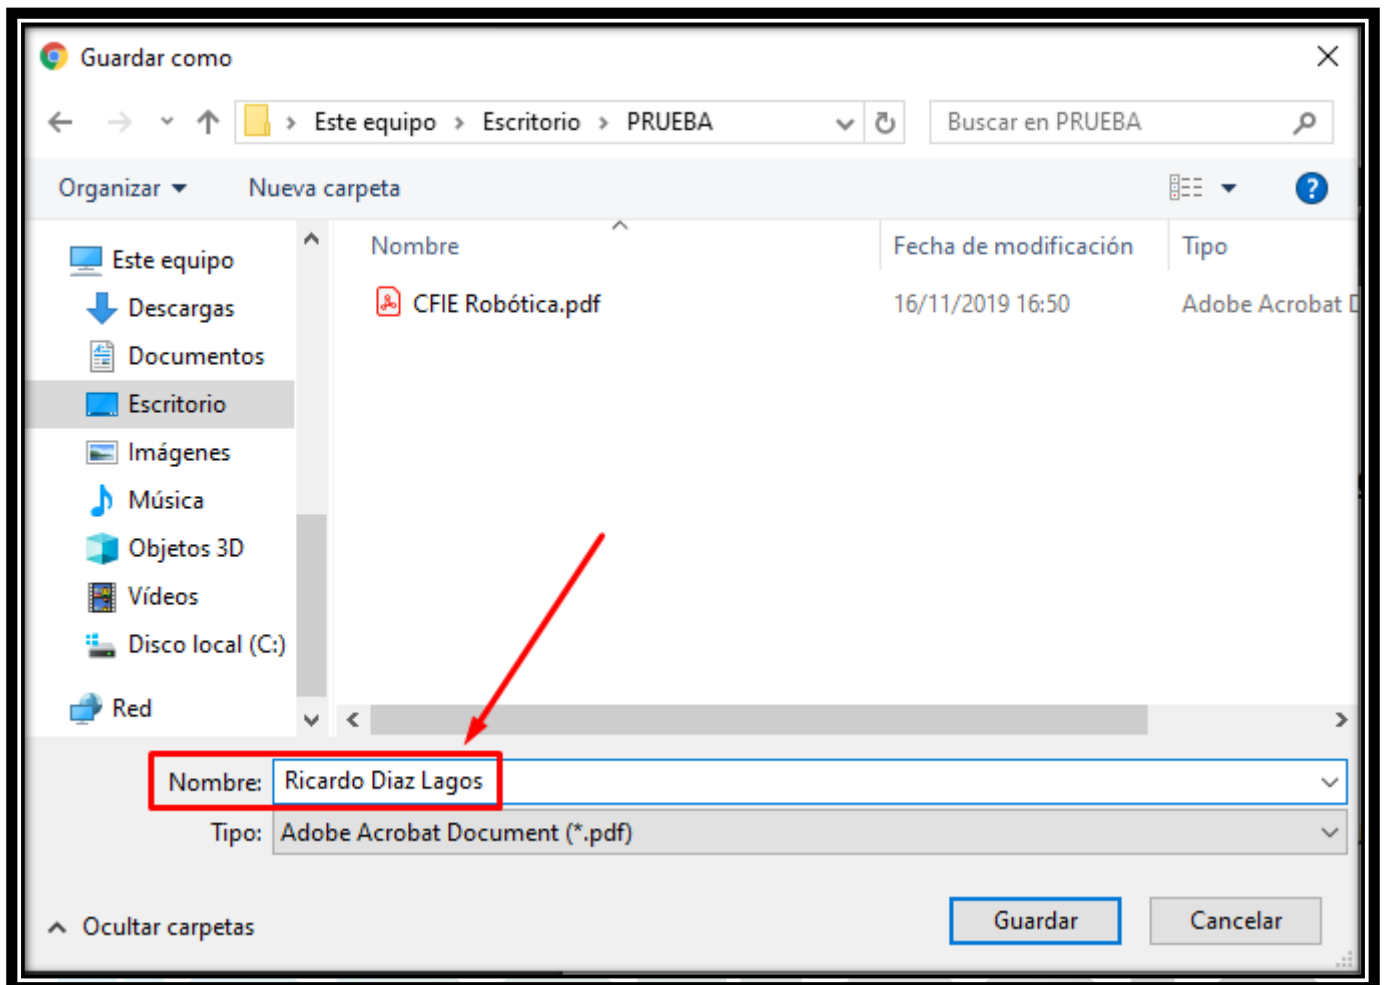 Guardar como
Este equipo > Escritorio > PRUEBA
Buscar en PRUEBA
Organizar
Nueva carpeta
Nombre
Fecha de modificación
Tipo
Este equipo
Descargas
Documentos
Escritorio
Imágenes
Música
Objetos 3D
Vídeos
Disco local (C:)
Red
CFIE Robótica.pdf
16/11/2019 16:50
Adobe Acrobat D
Nombre: Ricardo Diaz Lagos
Tipo: Adobe Acrobat Document (*.pdf)
Ocultar carpetas
Guardar
Cancelar